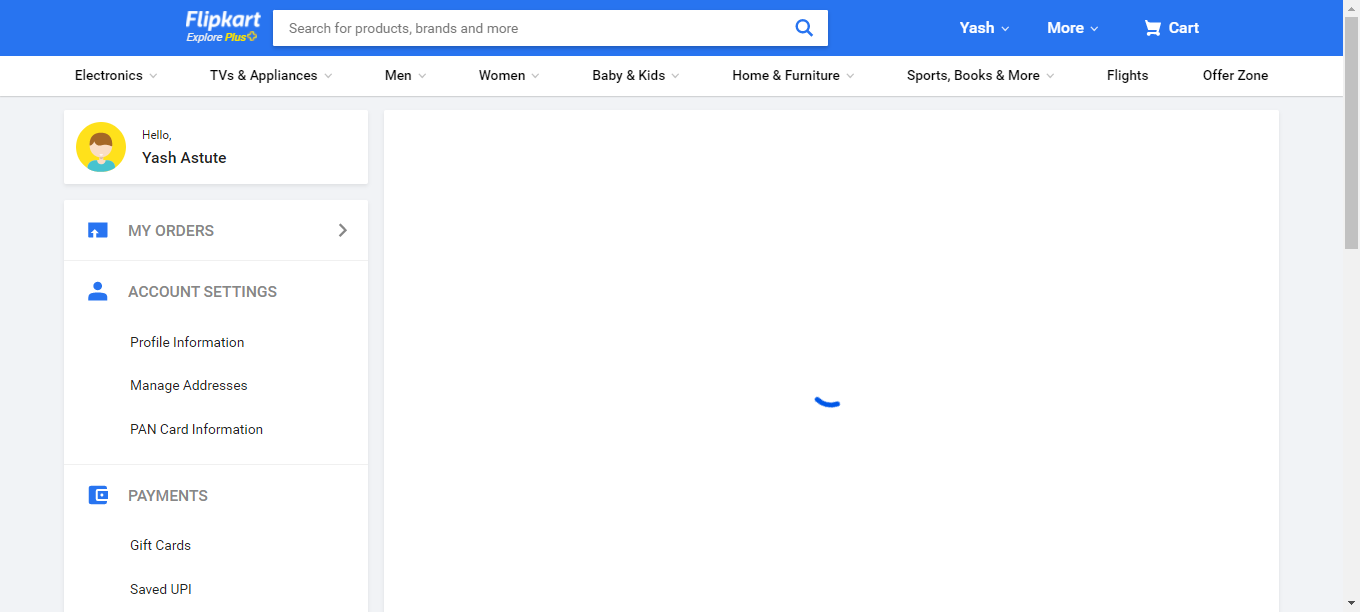 Flipkart
Explore Plus
Search for products, brands and more
Yash
More
Cart
Electronics
TVs & Appliances
Men
Women
Baby & Kids
Home & Furniture
Sports, Books & More
Flights
Offer Zone
Hello,
Yash Astute
MY ORDERS
ACCOUNT SETTINGS
Profile Information
Manage Addresses
PAN Card Information
PAYMENTS
Gift Cards
Saved UPI